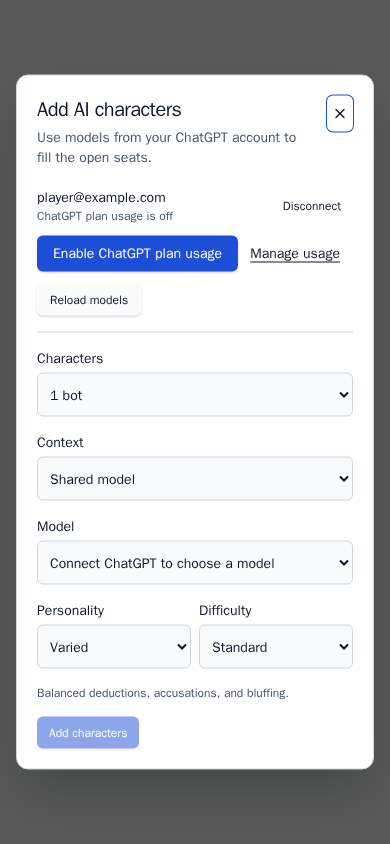 Add AI characters
Use models from your ChatGPT account to
fill the open seats.
player@example.com
ChatGPT plan usage is off
Disconnect
Enable ChatGPT plan usage
Manage usage
Reload models
Characters
1 bot
Context
Shared model
Model
Connect ChatGPT to choose a model
Personality
Difficulty
Varied
Standard
Balanced deductions, accusations, and bluffing.
Add characters